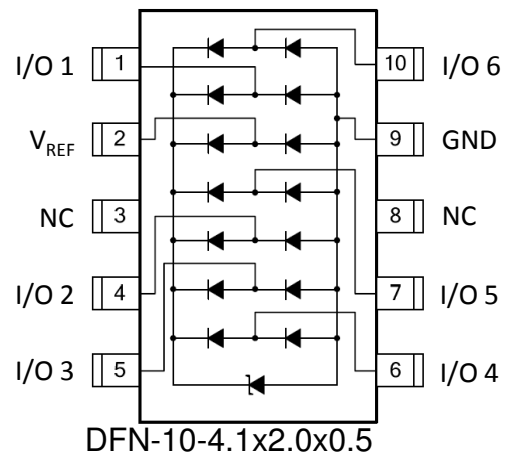 I/O 1 1 10 I/O 6
VREF 2 9 GND
NC 3 8 NC
I/O 2 4 7 I/O 5
I/O 3 5 6 I/O 4
DFN-10-4.1x2.0x0.5